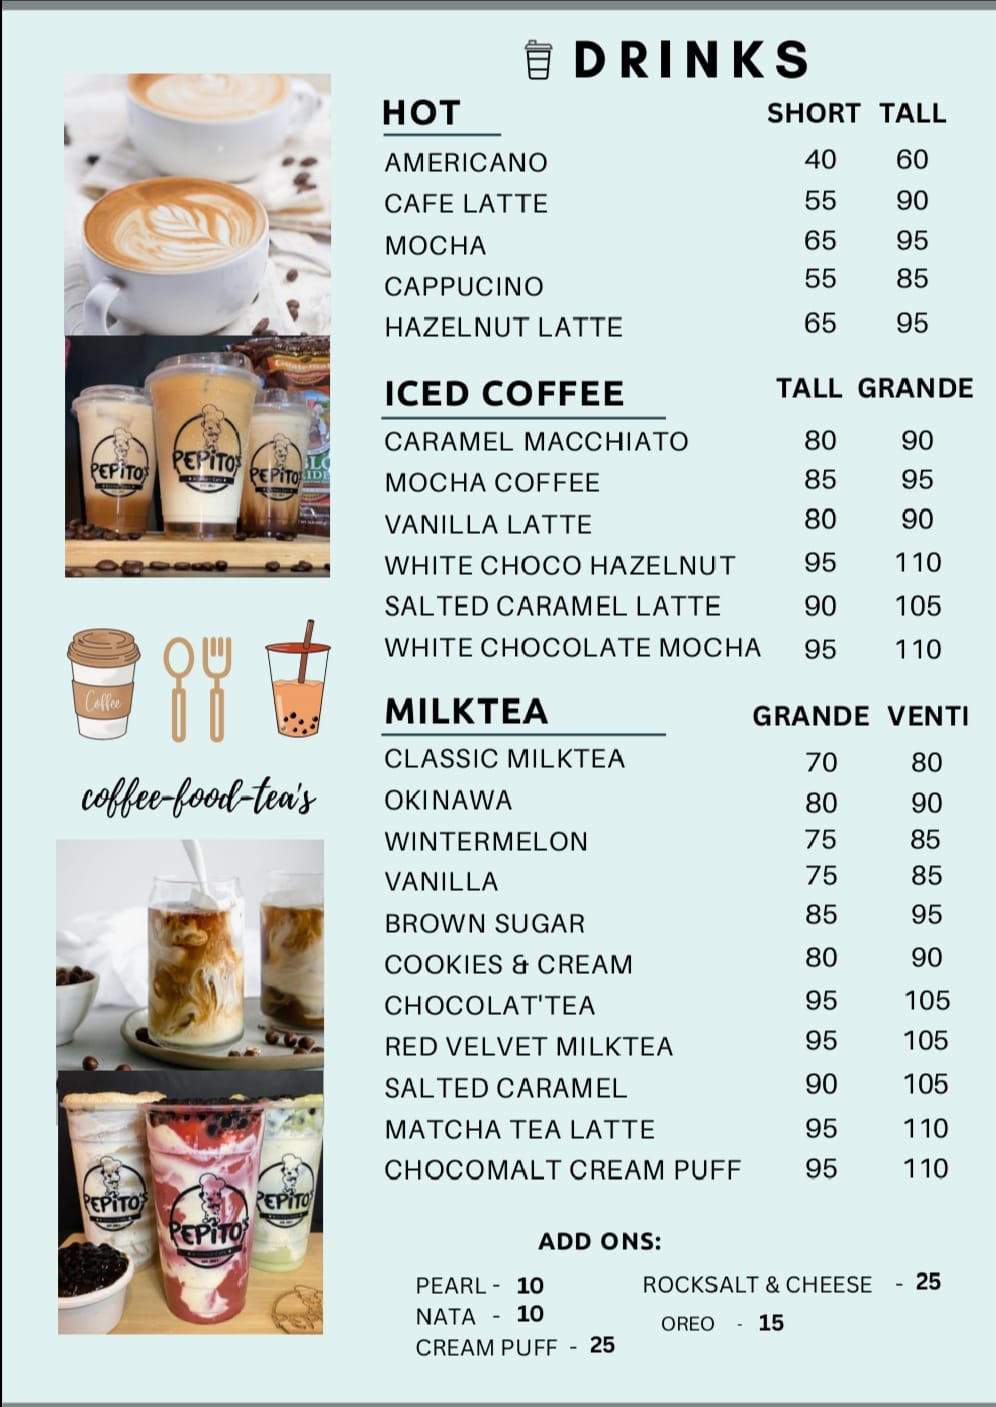 DRINKS
HOT SHORT TALL
AMERICANO 40 60
CAFE LATTE 55 90
MOCHA 65 95
CAPPUCINO 55 85
HAZELNUT LATTE 65 95
ICED COFFEE TALL GRANDE
CARAMEL MACCHIATO 80 90
MOCHA COFFEE 85 95
VANILLA LATTE 80 90
WHITE CHOCO HAZELNUT 95 110
SALTED CARAMEL LATTE 90 105
WHITE CHOCOLATE MOCHA 95 110
MILKTEA GRANDE VENTI
CLASSIC MILKTEA 70 80
OKINAWA 80 90
WINTERMELON 75 85
VANILLA 75 85
BROWN SUGAR 85 95
COOKIES & CREAM 80 90
CHOCOLAT'TEA 95 105
RED VELVET MILKTEA 95 105
SALTED CARAMEL 90 105
MATCHA TEA LATTE 95 110
CHOCOMALT CREAM PUFF 95 110
ADD ONS:
PEARL - 10 ROCKSALT & CHEESE - 25
NATA - 10 OREO - 15
CREAM PUFF - 25
PEPITO'S
PEPITO'S
PEPITO'S
Coffee
coffee-food-tea's
PEPITO'S
PEPITO'S
PEPITO'S